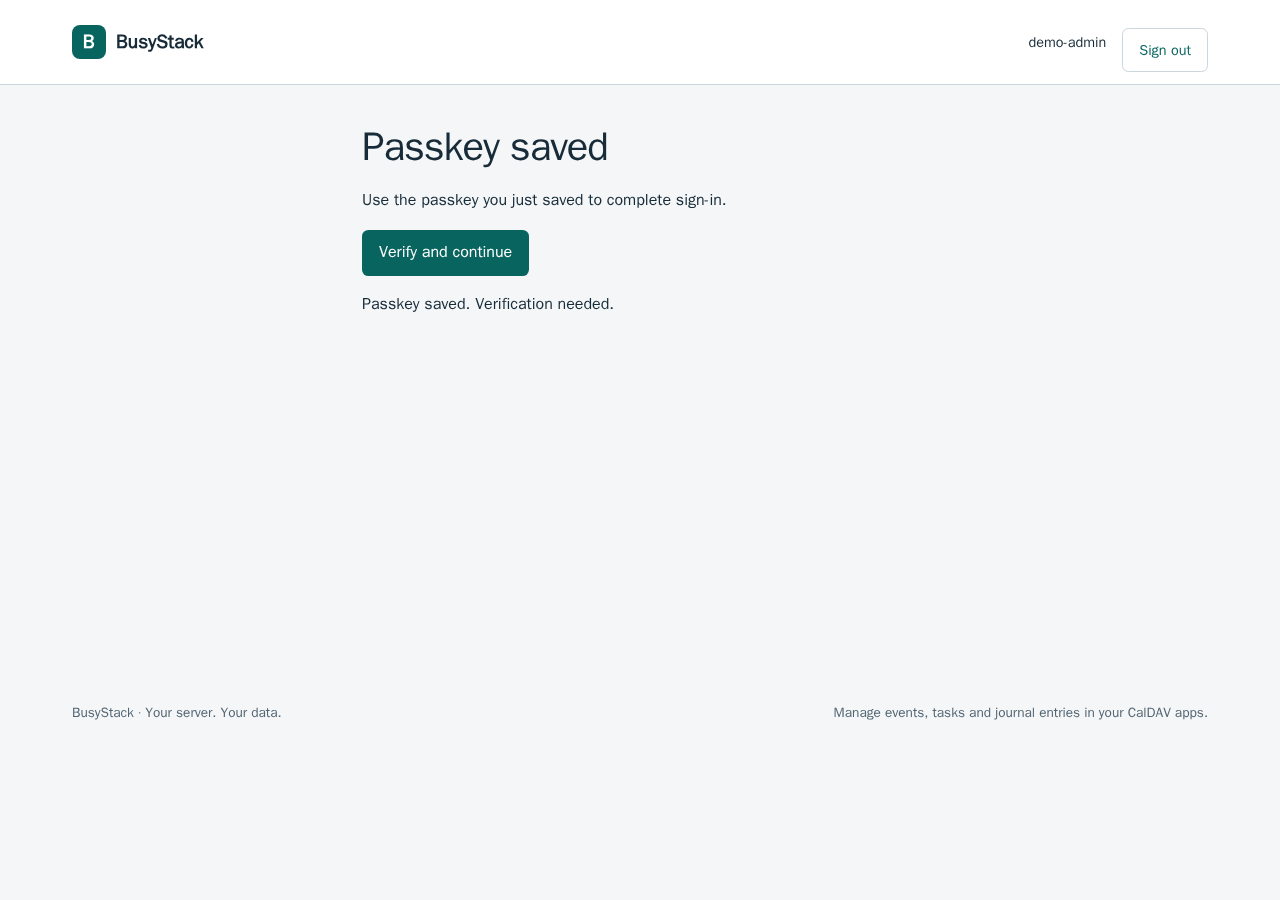 B BusyStack
demo-admin
Sign out
Passkey saved
Use the passkey you just saved to complete sign-in.
Verify and continue
Passkey saved. Verification needed.
BusyStack · Your server. Your data.
Manage events, tasks and journal entries in your CalDAV apps.